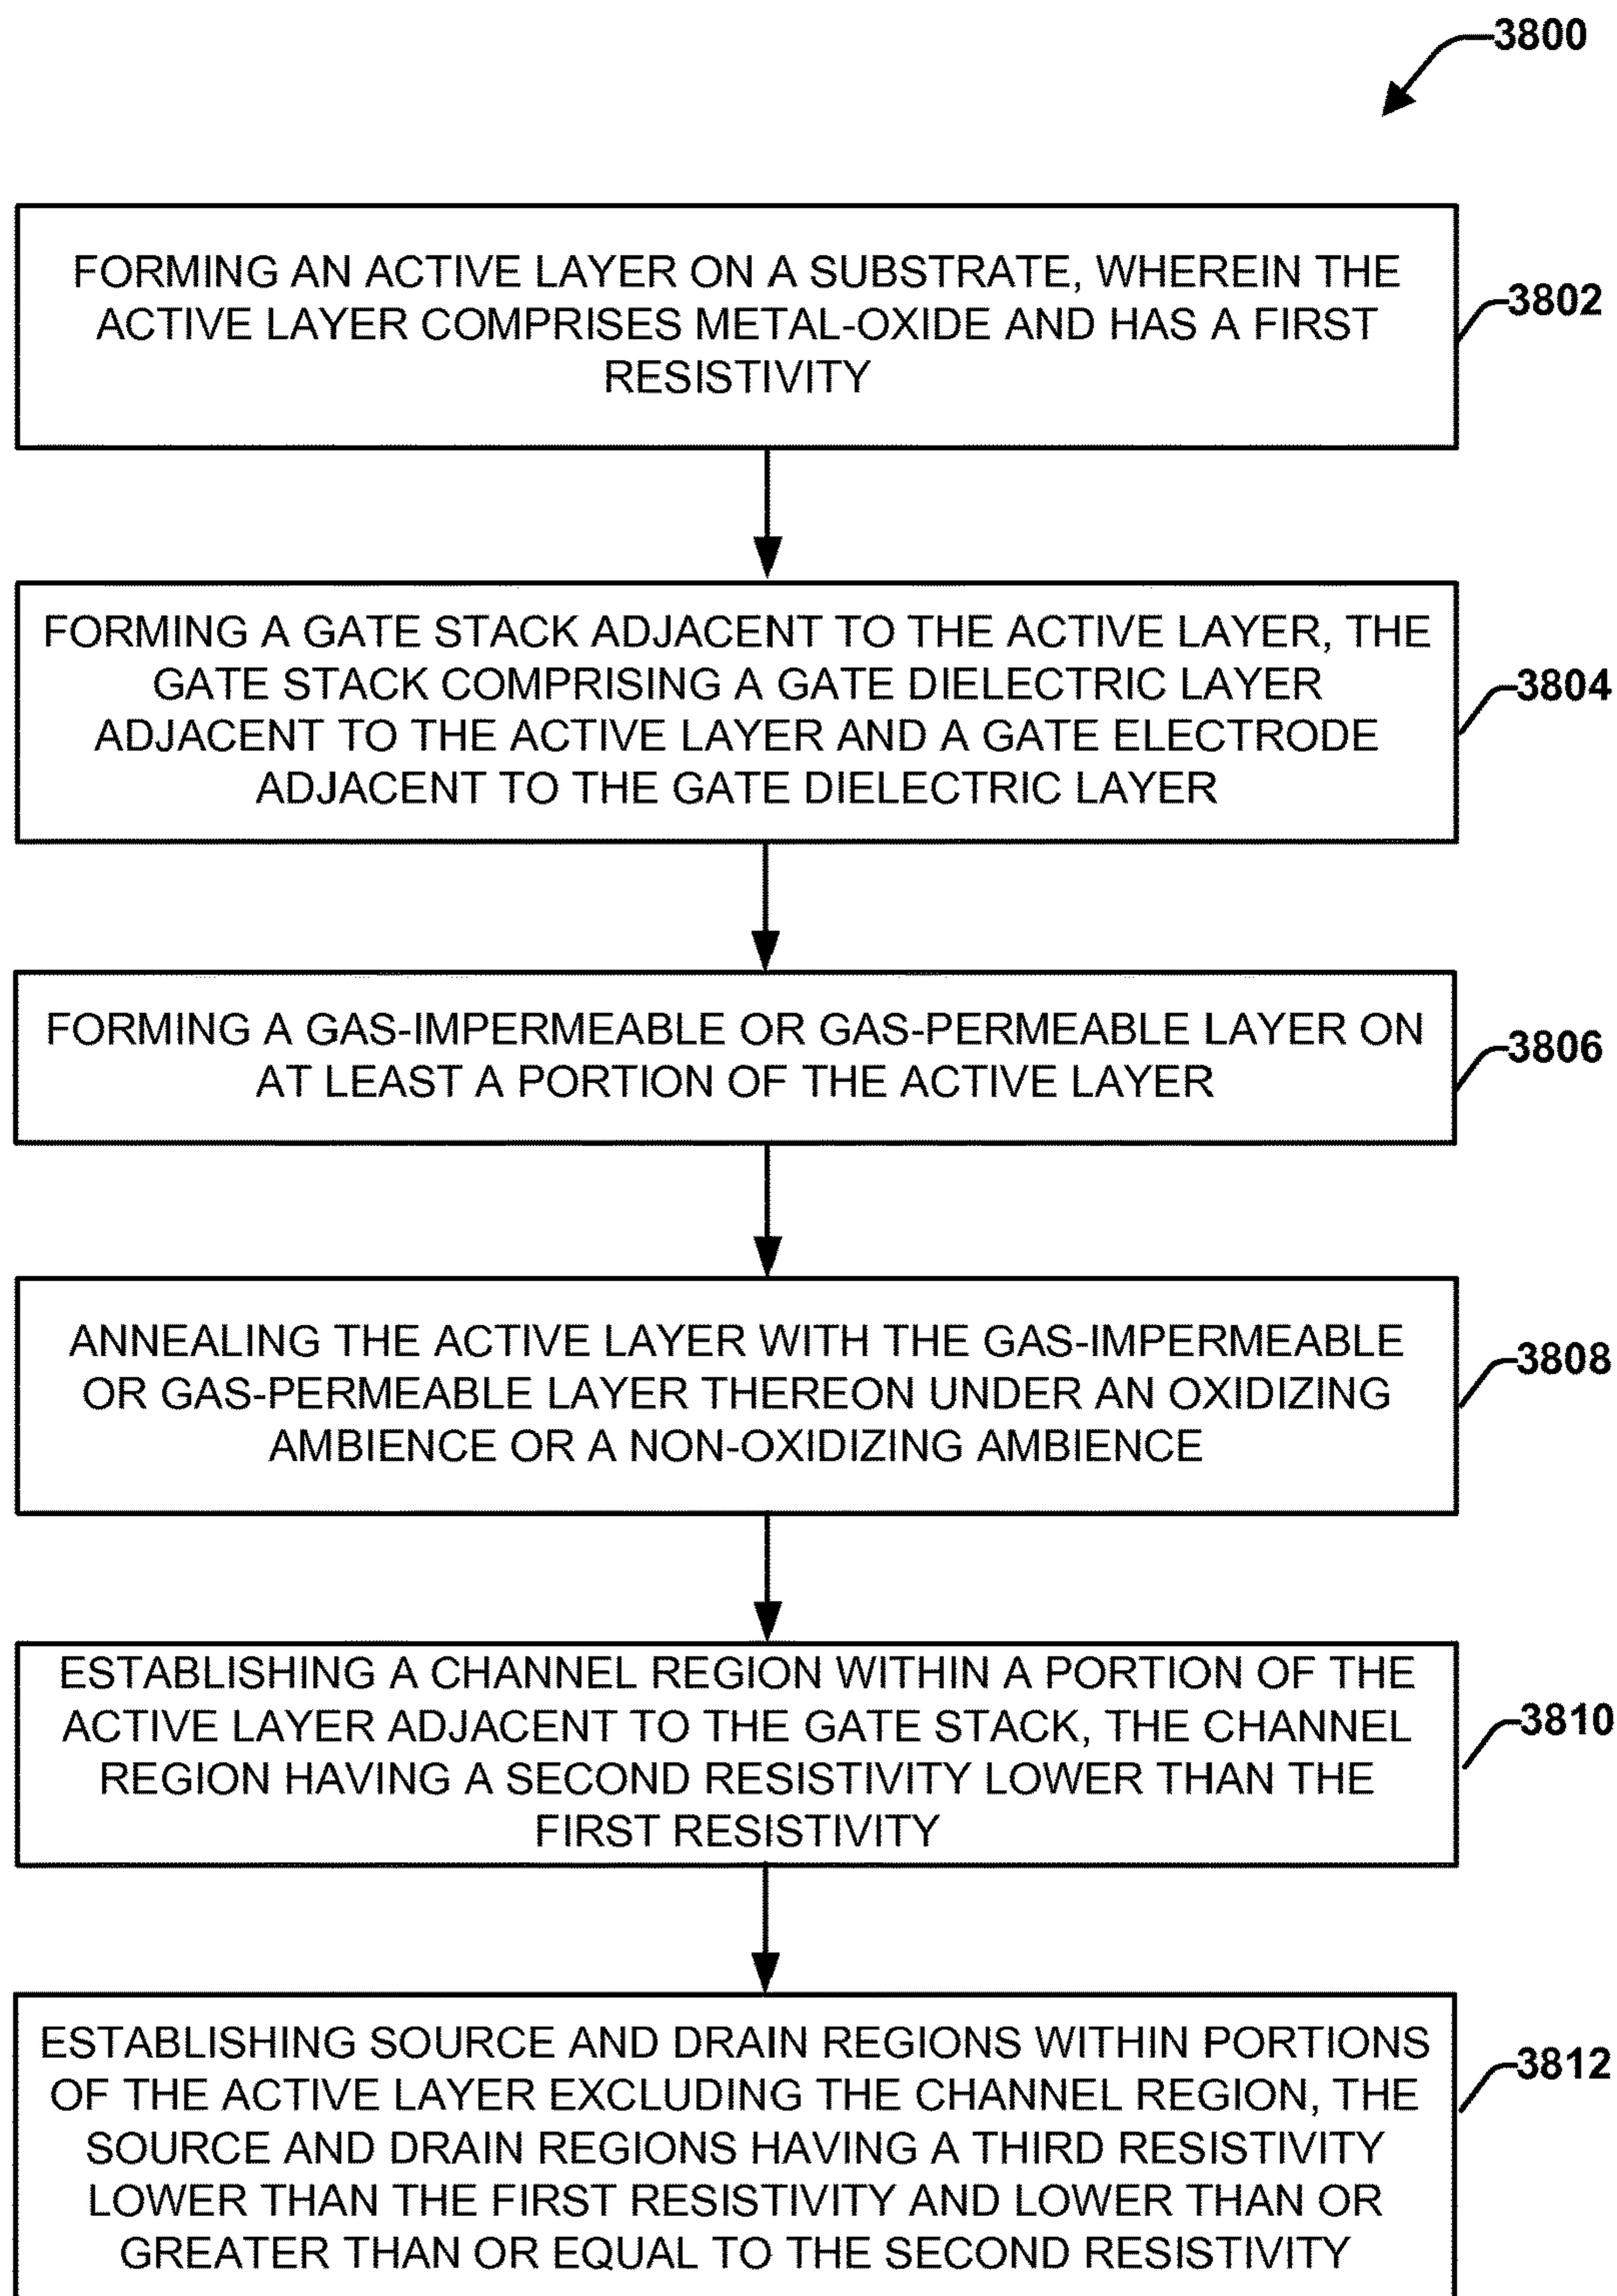 3800
FORMING AN ACTIVE LAYER ON A SUBSTRATE, WHEREIN THE
ACTIVE LAYER COMPRISES METAL-OXIDE AND HAS A FIRST
RESISTIVITY
3802
FORMING A GATE STACK ADJACENT TO THE ACTIVE LAYER, THE
GATE STACK COMPRISING A GATE DIELECTRIC LAYER
ADJACENT TO THE ACTIVE LAYER AND A GATE ELECTRODE
ADJACENT TO THE GATE DIELECTRIC LAYER
3804
FORMING A GAS-IMPERMEABLE OR GAS-PERMEABLE LAYER ON
AT LEAST A PORTION OF THE ACTIVE LAYER
3806
ANNEALING THE ACTIVE LAYER WITH THE GAS-IMPERMEABLE
OR GAS-PERMEABLE LAYER THEREON UNDER AN OXIDIZING
AMBIENCE OR A NON-OXIDIZING AMBIENCE
3808
ESTABLISHING A CHANNEL REGION WITHIN A PORTION OF THE
ACTIVE LAYER ADJACENT TO THE GATE STACK, THE CHANNEL
REGION HAVING A SECOND RESISTIVITY LOWER THAN THE
FIRST RESISTIVITY
3810
ESTABLISHING SOURCE AND DRAIN REGIONS WITHIN PORTIONS
OF THE ACTIVE LAYER EXCLUDING THE CHANNEL REGION, THE
SOURCE AND DRAIN REGIONS HAVING A THIRD RESISTIVITY
LOWER THAN THE FIRST RESISTIVITY AND LOWER THAN OR
GREATER THAN OR EQUAL TO THE SECOND RESISTIVITY
3812